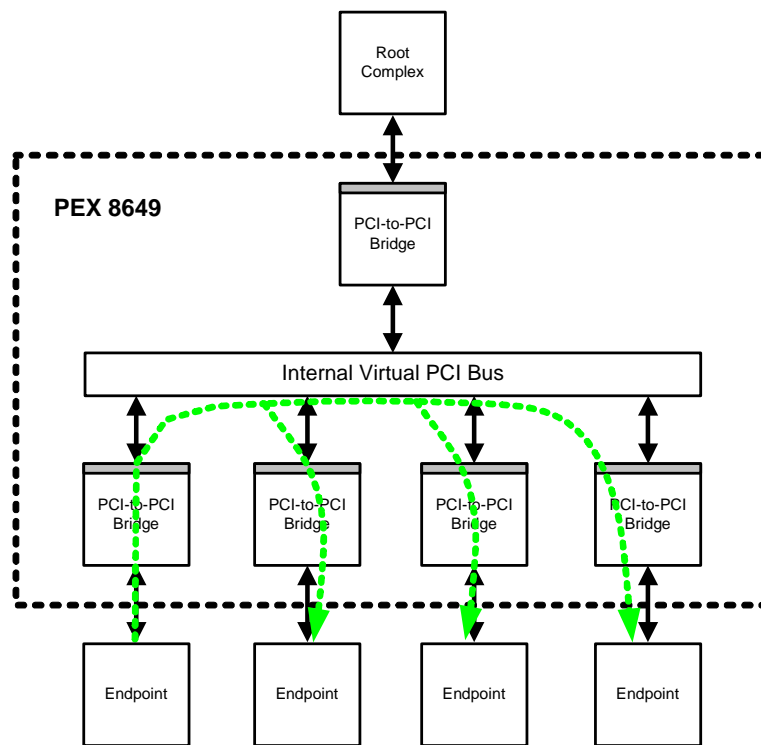 Root
Complex
PEX 8649
PCI-to-PCI
Bridge
Internal Virtual PCI Bus
PCI-to-PCI
Bridge
PCI-to-PCI
Bridge
PCI-to-PCI
Bridge
PCI-to-PCI
Bridge
Endpoint
Endpoint
Endpoint
Endpoint